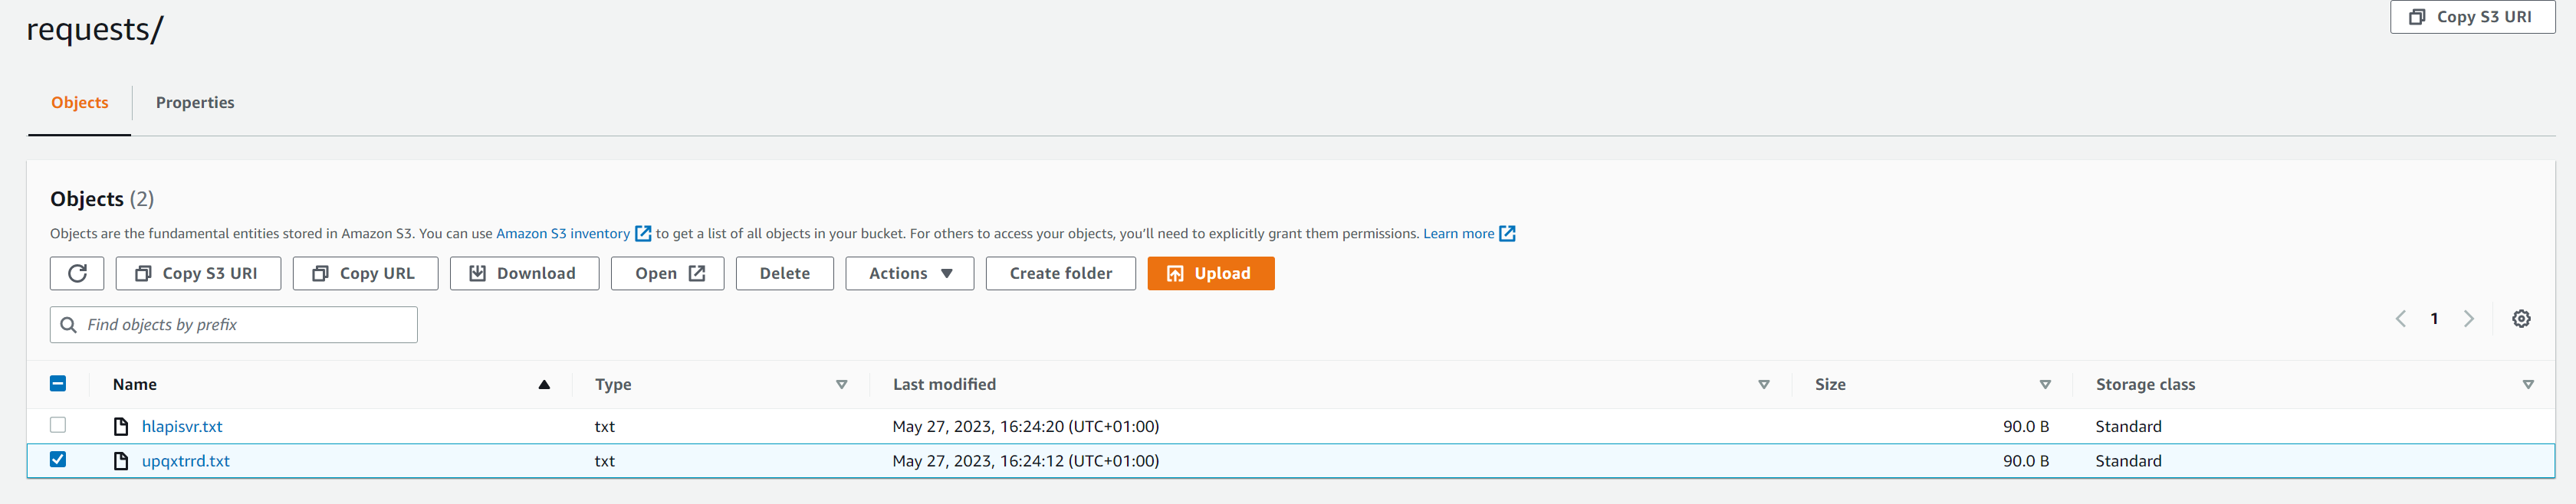 requests/
Copy S3 URI
Objects Properties
Objects (2)
Objects are the fundamental entities stored in Amazon S3. You can use Amazon S3 inventory to get a list of all objects in your bucket. For others to access your objects, you'll need to explicitly grant them permissions. Learn more
Copy S3 URI Copy URL Download Open Delete Actions Create folder Upload
Find objects by prefix
1
Name Type Last modified Size Storage class
hlapisvr.txt txt May 27, 2023, 16:24:20 (UTC+01:00) 90.0 B Standard
upqxtrrd.txt txt May 27, 2023, 16:24:12 (UTC+01:00) 90.0 B Standard